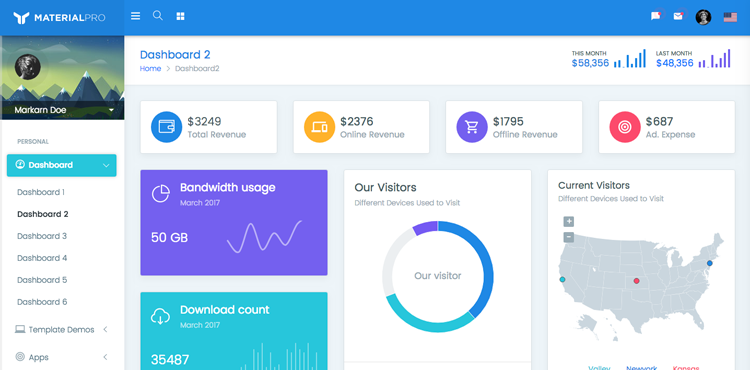 MATERIALPRO
Dashboard 2
Home > Dashboard2
THIS MONTH
$58,356
LAST MONTH
$48,356
Markarn Doe
PERSONAL
Dashboard
Dashboard 1
Dashboard 2
Dashboard 3
Dashboard 4
Dashboard 5
Dashboard 6
Template Demos
Apps
$3249
Total Revenue
$2376
Online Revenue
$1795
Offline Revenue
$687
Ad. Expense
Bandwidth usage
March 2017
50 GB
Download count
March 2017
35487
Our Visitors
Different Devices Used to Visit
Our visitor
Current Visitors
Different Devices Used to Visit
+
−
Valley
Newyork
Kansas